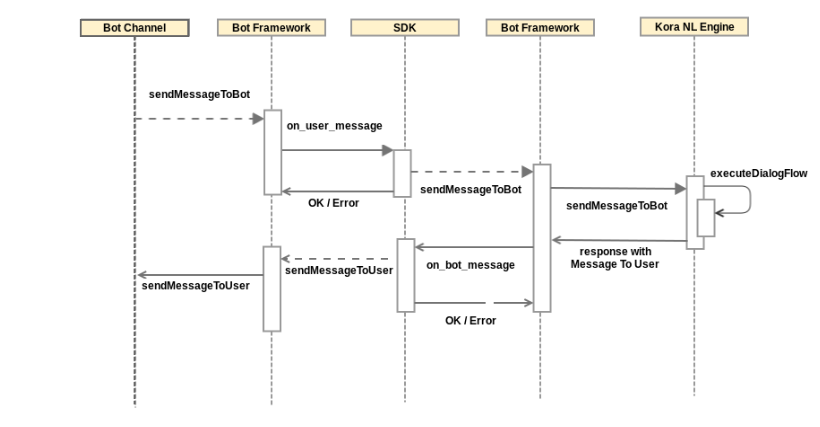 Bot Channel
Bot Framework
SDK
Bot Framework
Kora NL Engine
sendMessageToBot
on_user_message
executeDialogFlow
sendMessageToBot
OK / Error
sendMessageToBot
response with
Message To User
on_bot_message
sendMessageToUser
sendMessageToUser
OK / Error